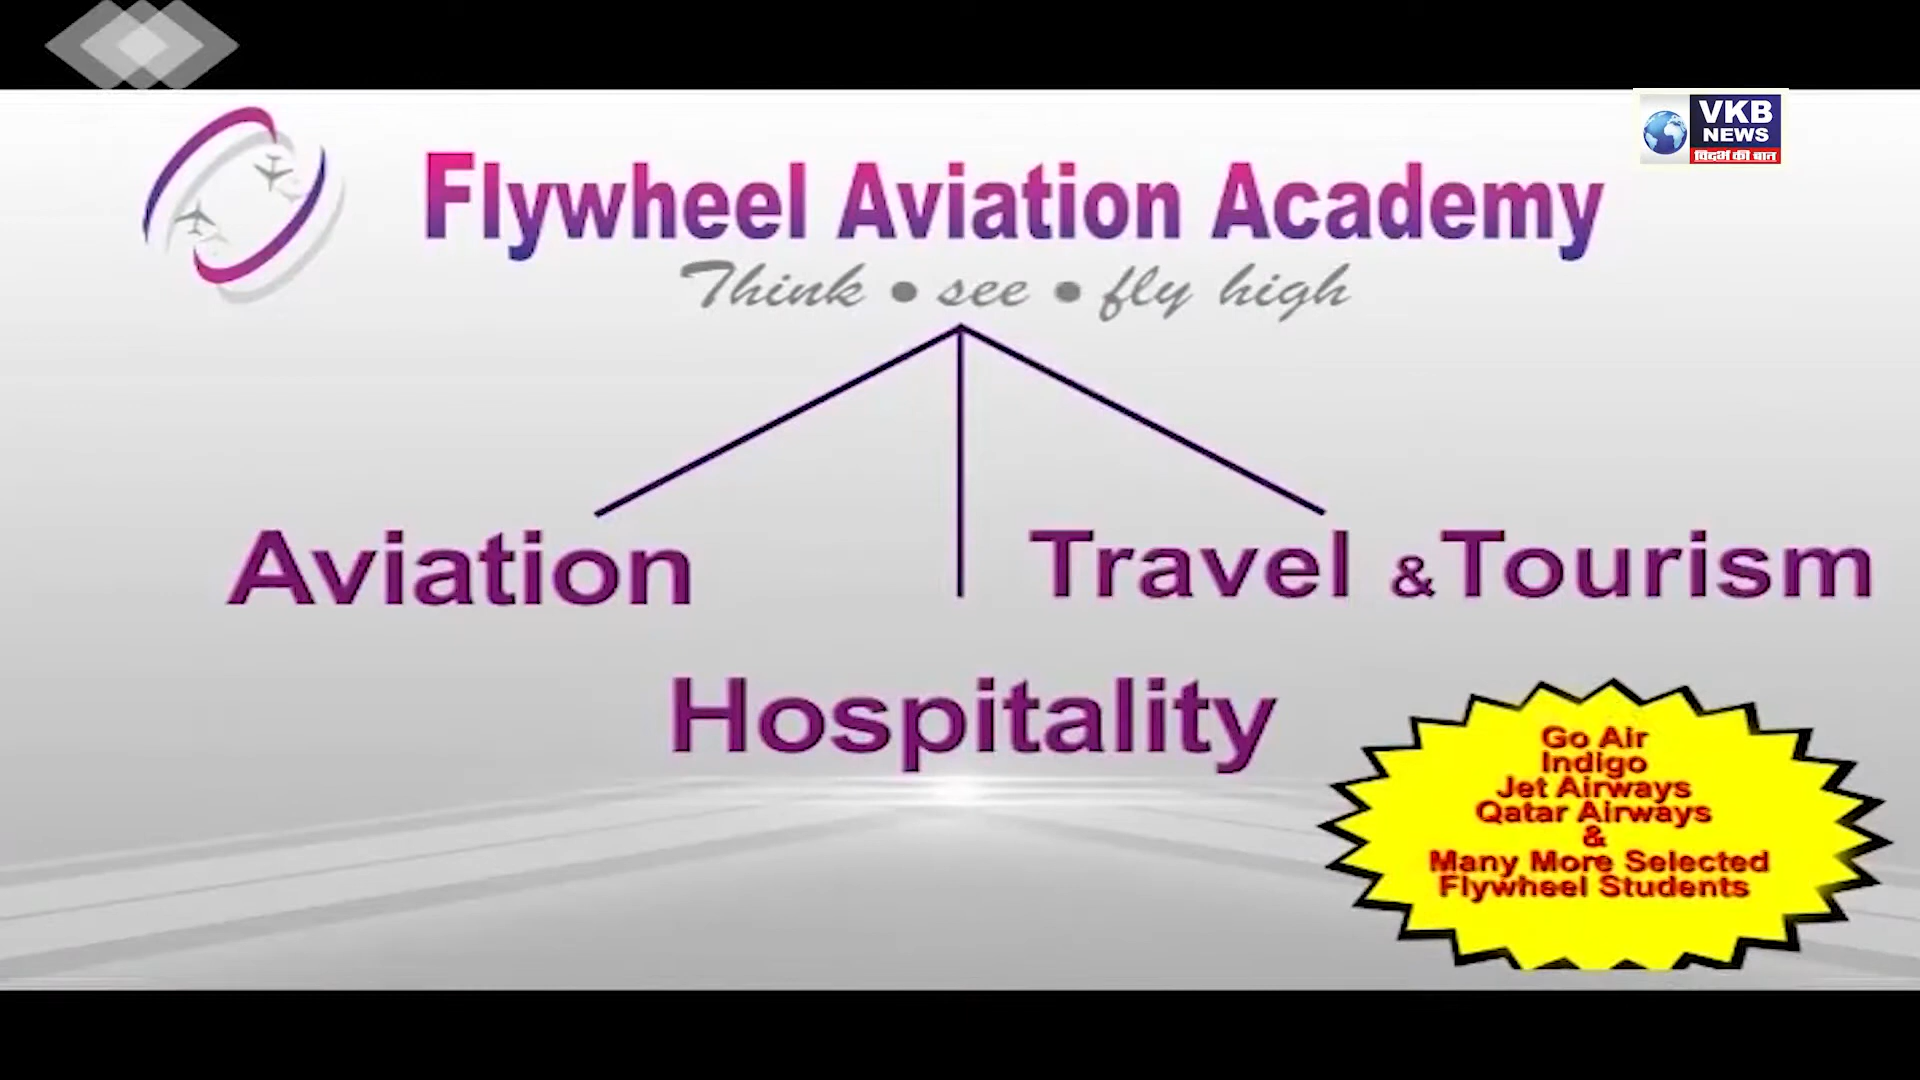 VKB
NEWS
विदर्भ की बात
Flywheel Aviation Academy
Think • see • fly high
Aviation
Travel & Tourism
Hospitality
Go Air
Indigo
Jet Airways
Qatar Airways
&
Many More Selected
Flywheel Students